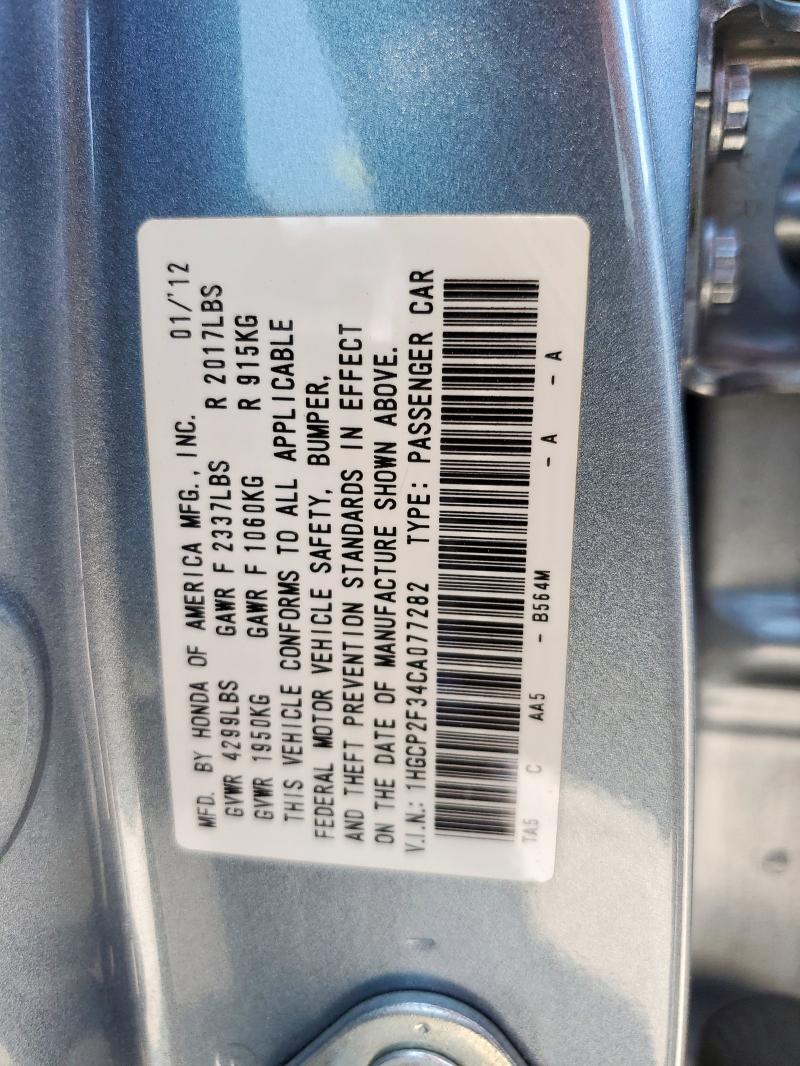 MFD. BY HONDA OF AMERICA MFG., INC. 01/'12
GVWR 4299LBS GAWR F 2337LBS R 2017LBS
GVWR 1950KG GAWR F 1060KG R 915KG
THIS VEHICLE CONFORMS TO ALL APPLICABLE
FEDERAL MOTOR VEHICLE SAFETY, BUMPER,
AND THEFT PREVENTION STANDARDS IN EFFECT
ON THE DATE OF MANUFACTURE SHOWN ABOVE.
V.I.N.: 1HGCP2F34CA077282 TYPE: PASSENGER CAR
TA5 C AA5 - B564M - A - A